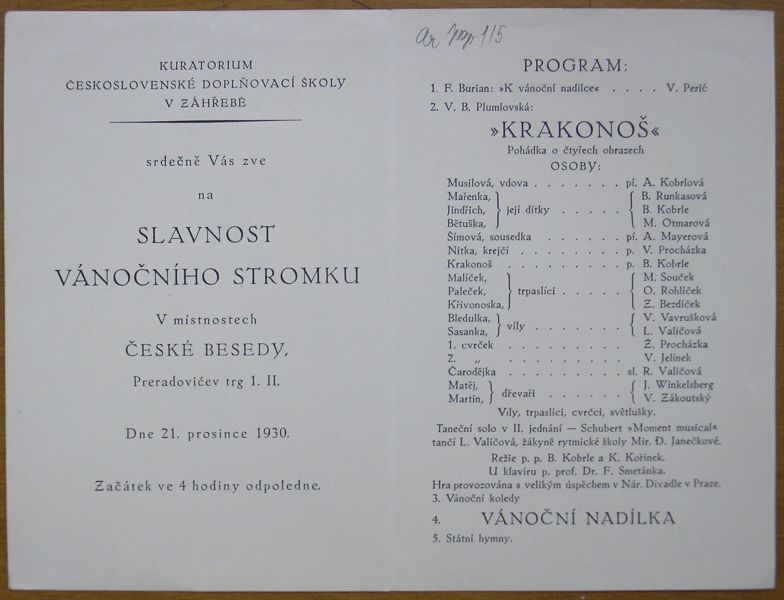 KURATORIUM
ČESKOSLOVENSKÉ DOPLŇOVACÍ ŠKOLY
V ZÁHŘEBĚ
srdečně Vás zve
na
SLAVNOST
VÁNOČNÍHO STROMKU
V místnostech
ČESKÉ BESEDY,
Preradovićev trg 1. II.
Dne 21. prosince 1930.
Začátek ve 4 hodiny odpoledne.
PROGRAM:
1. F. Burian: »K vánoční nadílce« . . . . V. Perić
2. V. B. Plumlovská:
»KRAKONOŠ«
Pohádka o čtyřech obrazech
OSOBY:
Musilová, vdova . . . . . . . pí. A. Kobrlová
Mařenka, B. Runkasová
Jindřich, její dítky . . . . . B. Kobrle
Bětuška, M. Otmarová
Šímová, sousedka . . . . . . pí. A. Mayerová
Nitka, krejčí . . . . . . . . p. V. Procházka
Krakonoš . . . . . . . . . p. B. Kobrle
Malíček, M. Souček
Paleček, trpaslíci . . . . . O. Rohlíček
Křivonoska, Z. Bezdíček
Bledulka, V. Vavrušková
Sasanka, víly . . . . . . . L. Valičová
1. cvrček . . . . . . . . . Ž. Procházka
2. „ . . . . . . . . . V. Jelínek
Čarodějka . . . . . . . . . sl. R. Valičová
Matěj, J. Winkelsberg
Martin, dřevaři . . . . . . V. Zákoutský
Víly, trpaslíci, cvrčci, světlušky.
Taneční solo v II. jednání — Schubert »Moment musical«
tančí L. Valičová, žákyně rytmické školy Mir. Đ. Janečkové.
Režie p. p. B. Kobrle a K. Kořínek.
U klavíru p. prof. Dr. F. Smetánka.
Hra provozována s velikým úspěchem v Nár. Divadle v Praze.
3. Vánoční koledy
4. VÁNOČNÍ NADÍLKA
5. Státní hymny.